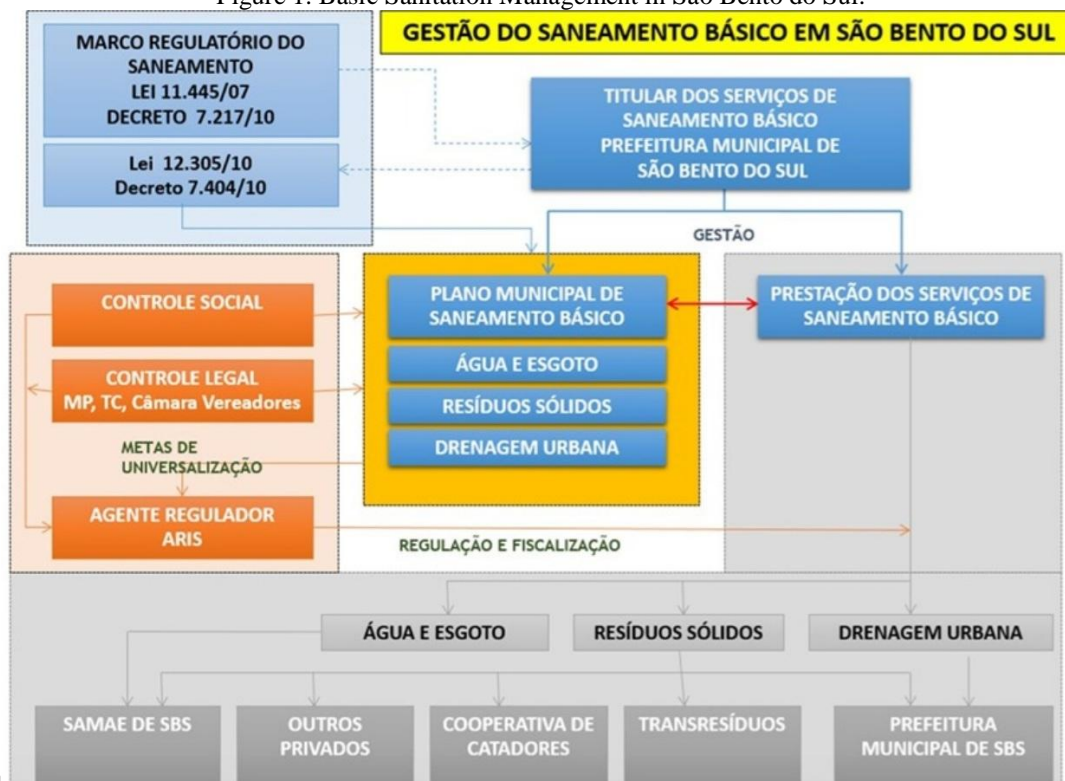 Figure 1. Basic Sanitation Management in São Bento do Sul.
GESTÃO DO SANEAMENTO BÁSICO EM SÃO BENTO DO SUL
MARCO REGULATÓRIO DO
SANEAMENTO
LEI 11.445/07
DECRETO 7.217/10
Lei 12.305/10
Decreto 7.404/10
TITULAR DOS SERVIÇOS DE
SANEAMENTO BÁSICO
PREFEITURA MUNICIPAL DE
SÃO BENTO DO SUL
GESTÃO
CONTROLE SOCIAL
CONTROLE LEGAL
MP, TC, Câmara Vereadores
METAS DE
UNIVERSALIZAÇÃO
AGENTE REGULADOR
ARIS
PLANO MUNICIPAL DE
SANEAMENTO BÁSICO
ÁGUA E ESGOTO
RESÍDUOS SÓLIDOS
DRENAGEM URBANA
PRESTAÇÃO DOS SERVIÇOS DE
SANEAMENTO BÁSICO
REGULAÇÃO E FISCALIZAÇÃO
ÁGUA E ESGOTO
RESÍDUOS SÓLIDOS
DRENAGEM URBANA
SAMAE DE SBS
OUTROS
PRIVADOS
COOPERATIVA DE
CATADORES
TRANSRESÍDUOS
PREFEITURA
MUNICIPAL DE SBS